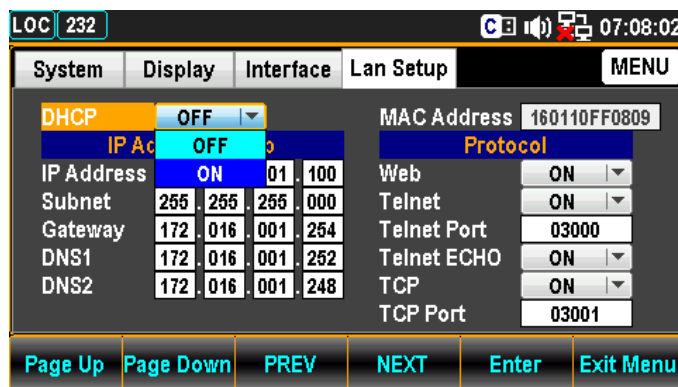 LOC 232 C 07:08:02
System Display Interface Lan Setup MENU
DHCP OFF MAC Address 160110FF0809
OFF Protocol
IP Address ON 100 Web ON
Subnet 255 . 255 . 255 . 000 Telnet ON
Gateway 172 . 016 . 001 . 254 Telnet Port 03000
DNS1 172 . 016 . 001 . 252 Telnet ECHO ON
DNS2 172 . 016 . 001 . 248 TCP ON
TCP Port 03001
Page Up Page Down PREV NEXT Enter Exit Menu